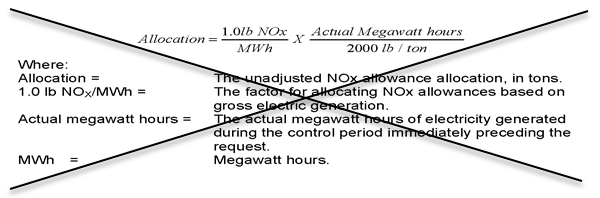 Allocation = 1.0lb NOx / MWh X Actual Megawatt hours / 2000 lb / ton
Where:
Allocation = The unadjusted NOx allowance allocation, in tons.
1.0 lb NOX/MWh = The factor for allocating NOx allowances based on
gross electric generation.
Actual megawatt hours = The actual megawatt hours of electricity generated
during the control period immediately preceding the
request.
MWh = Megawatt hours.